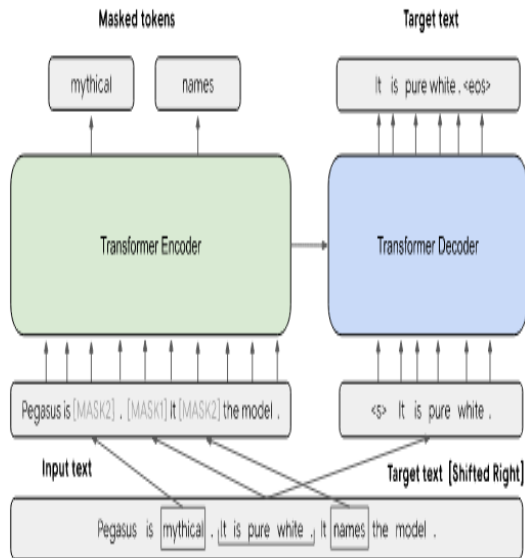 Masked tokens
Target text
mythical
names
It is pure white . <eos>
Transformer Encoder
Transformer Decoder
Pegasus is [MASK2] . [MASK1] It [MASK2] the model .
<s> It is pure white .
Input text
Target text [Shifted Right]
Pegasus is mythical . It is pure white . It names the model .